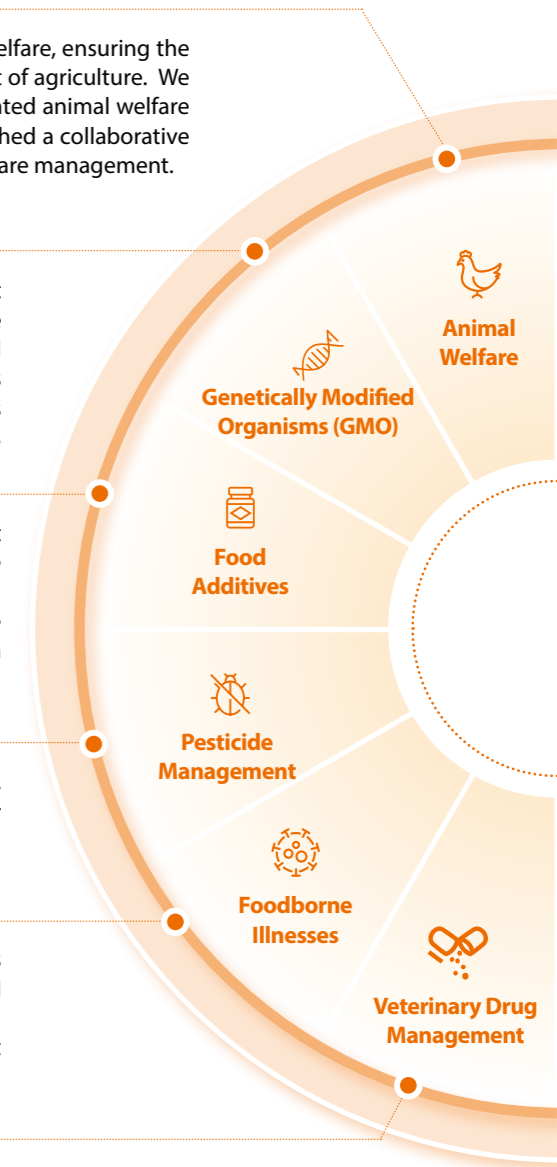 elfare, ensuring the
of agriculture. We
ated animal welfare
hed a collaborative
are management.
Animal
Welfare
Genetically Modified
Organisms (GMO)
Food
Additives
Pesticide
Management
Foodborne
Illnesses
Veterinary Drug
Management